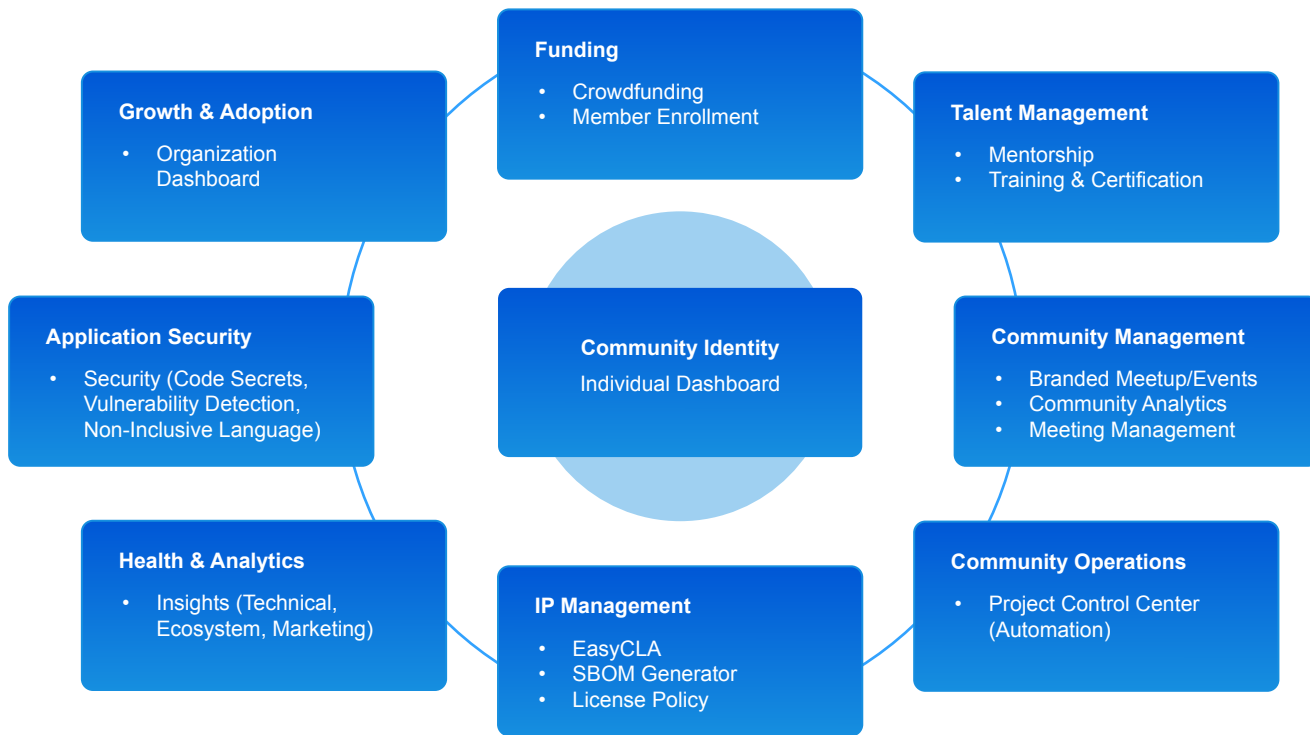 Funding
• Crowdfunding
• Member Enrollment
Growth & Adoption
• Organization
Dashboard
Talent Management
• Mentorship
• Training & Certification
Application Security
• Security (Code Secrets,
Vulnerability Detection,
Non-Inclusive Language)
Community Identity
Individual Dashboard
Community Management
• Branded Meetup/Events
• Community Analytics
• Meeting Management
Health & Analytics
• Insights (Technical,
Ecosystem, Marketing)
IP Management
• EasyCLA
• SBOM Generator
• License Policy
Community Operations
• Project Control Center
(Automation)